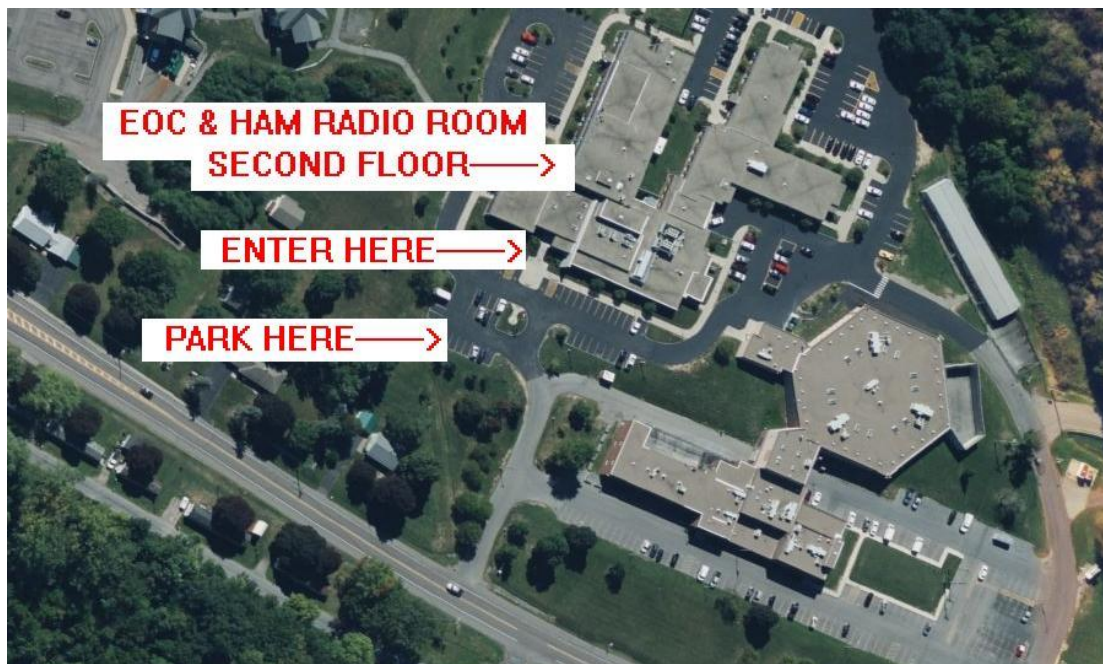 EOC & HAM RADIO ROOM
SECOND FLOOR
ENTER HERE
PARK HERE